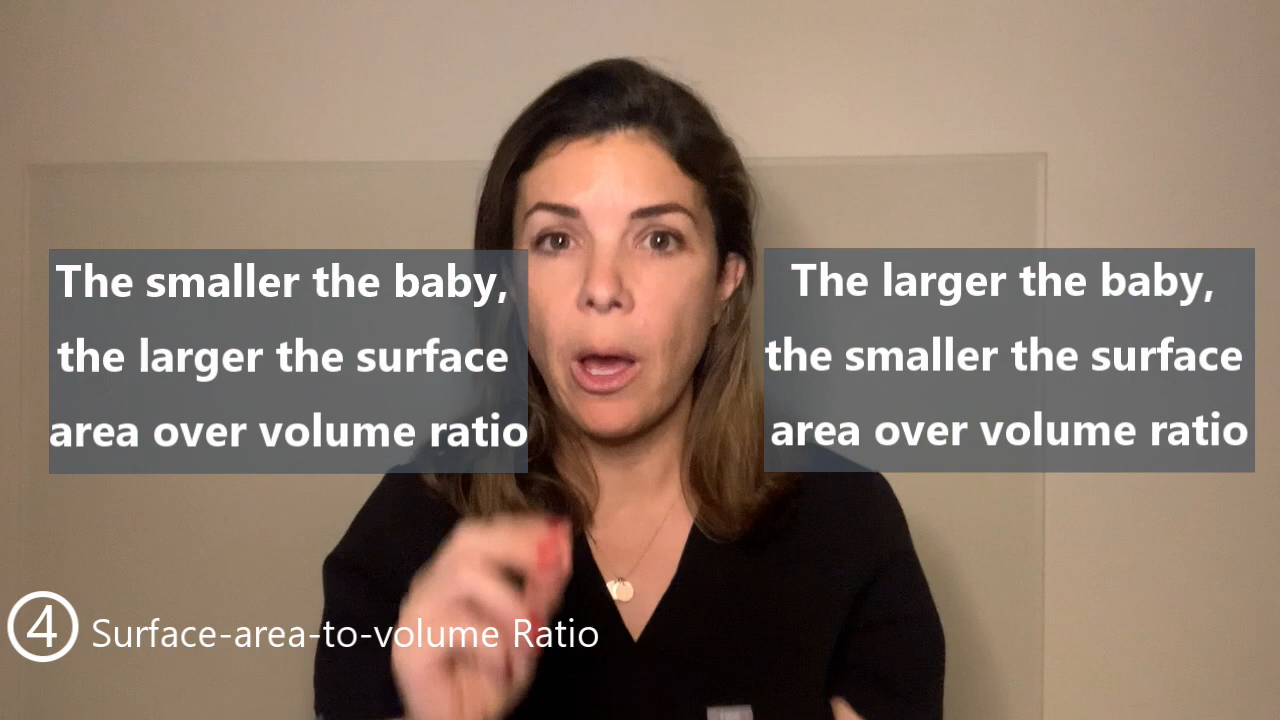 The smaller the baby,
the larger the surface
area over volume ratio
The larger the baby,
the smaller the surface
area over volume ratio
4 Surface-area-to-volume Ratio